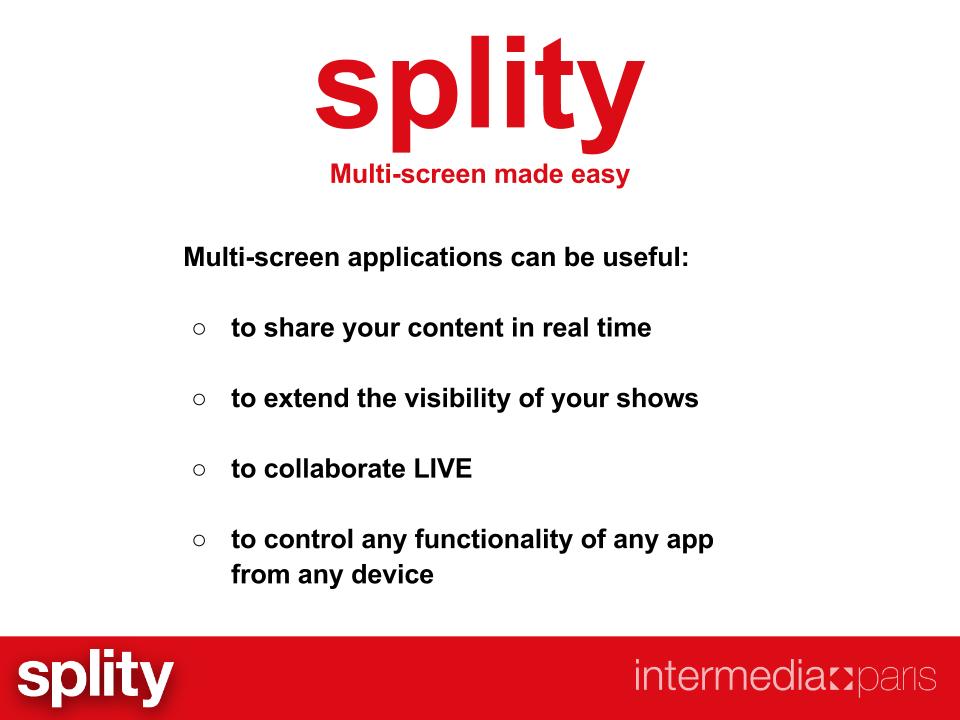 splity
Multi-screen made easy
Multi-screen applications can be useful:
○ to share your content in real time
○ to extend the visibility of your shows
○ to collaborate LIVE
○ to control any functionality of any app
from any device
splity
intermedia paris